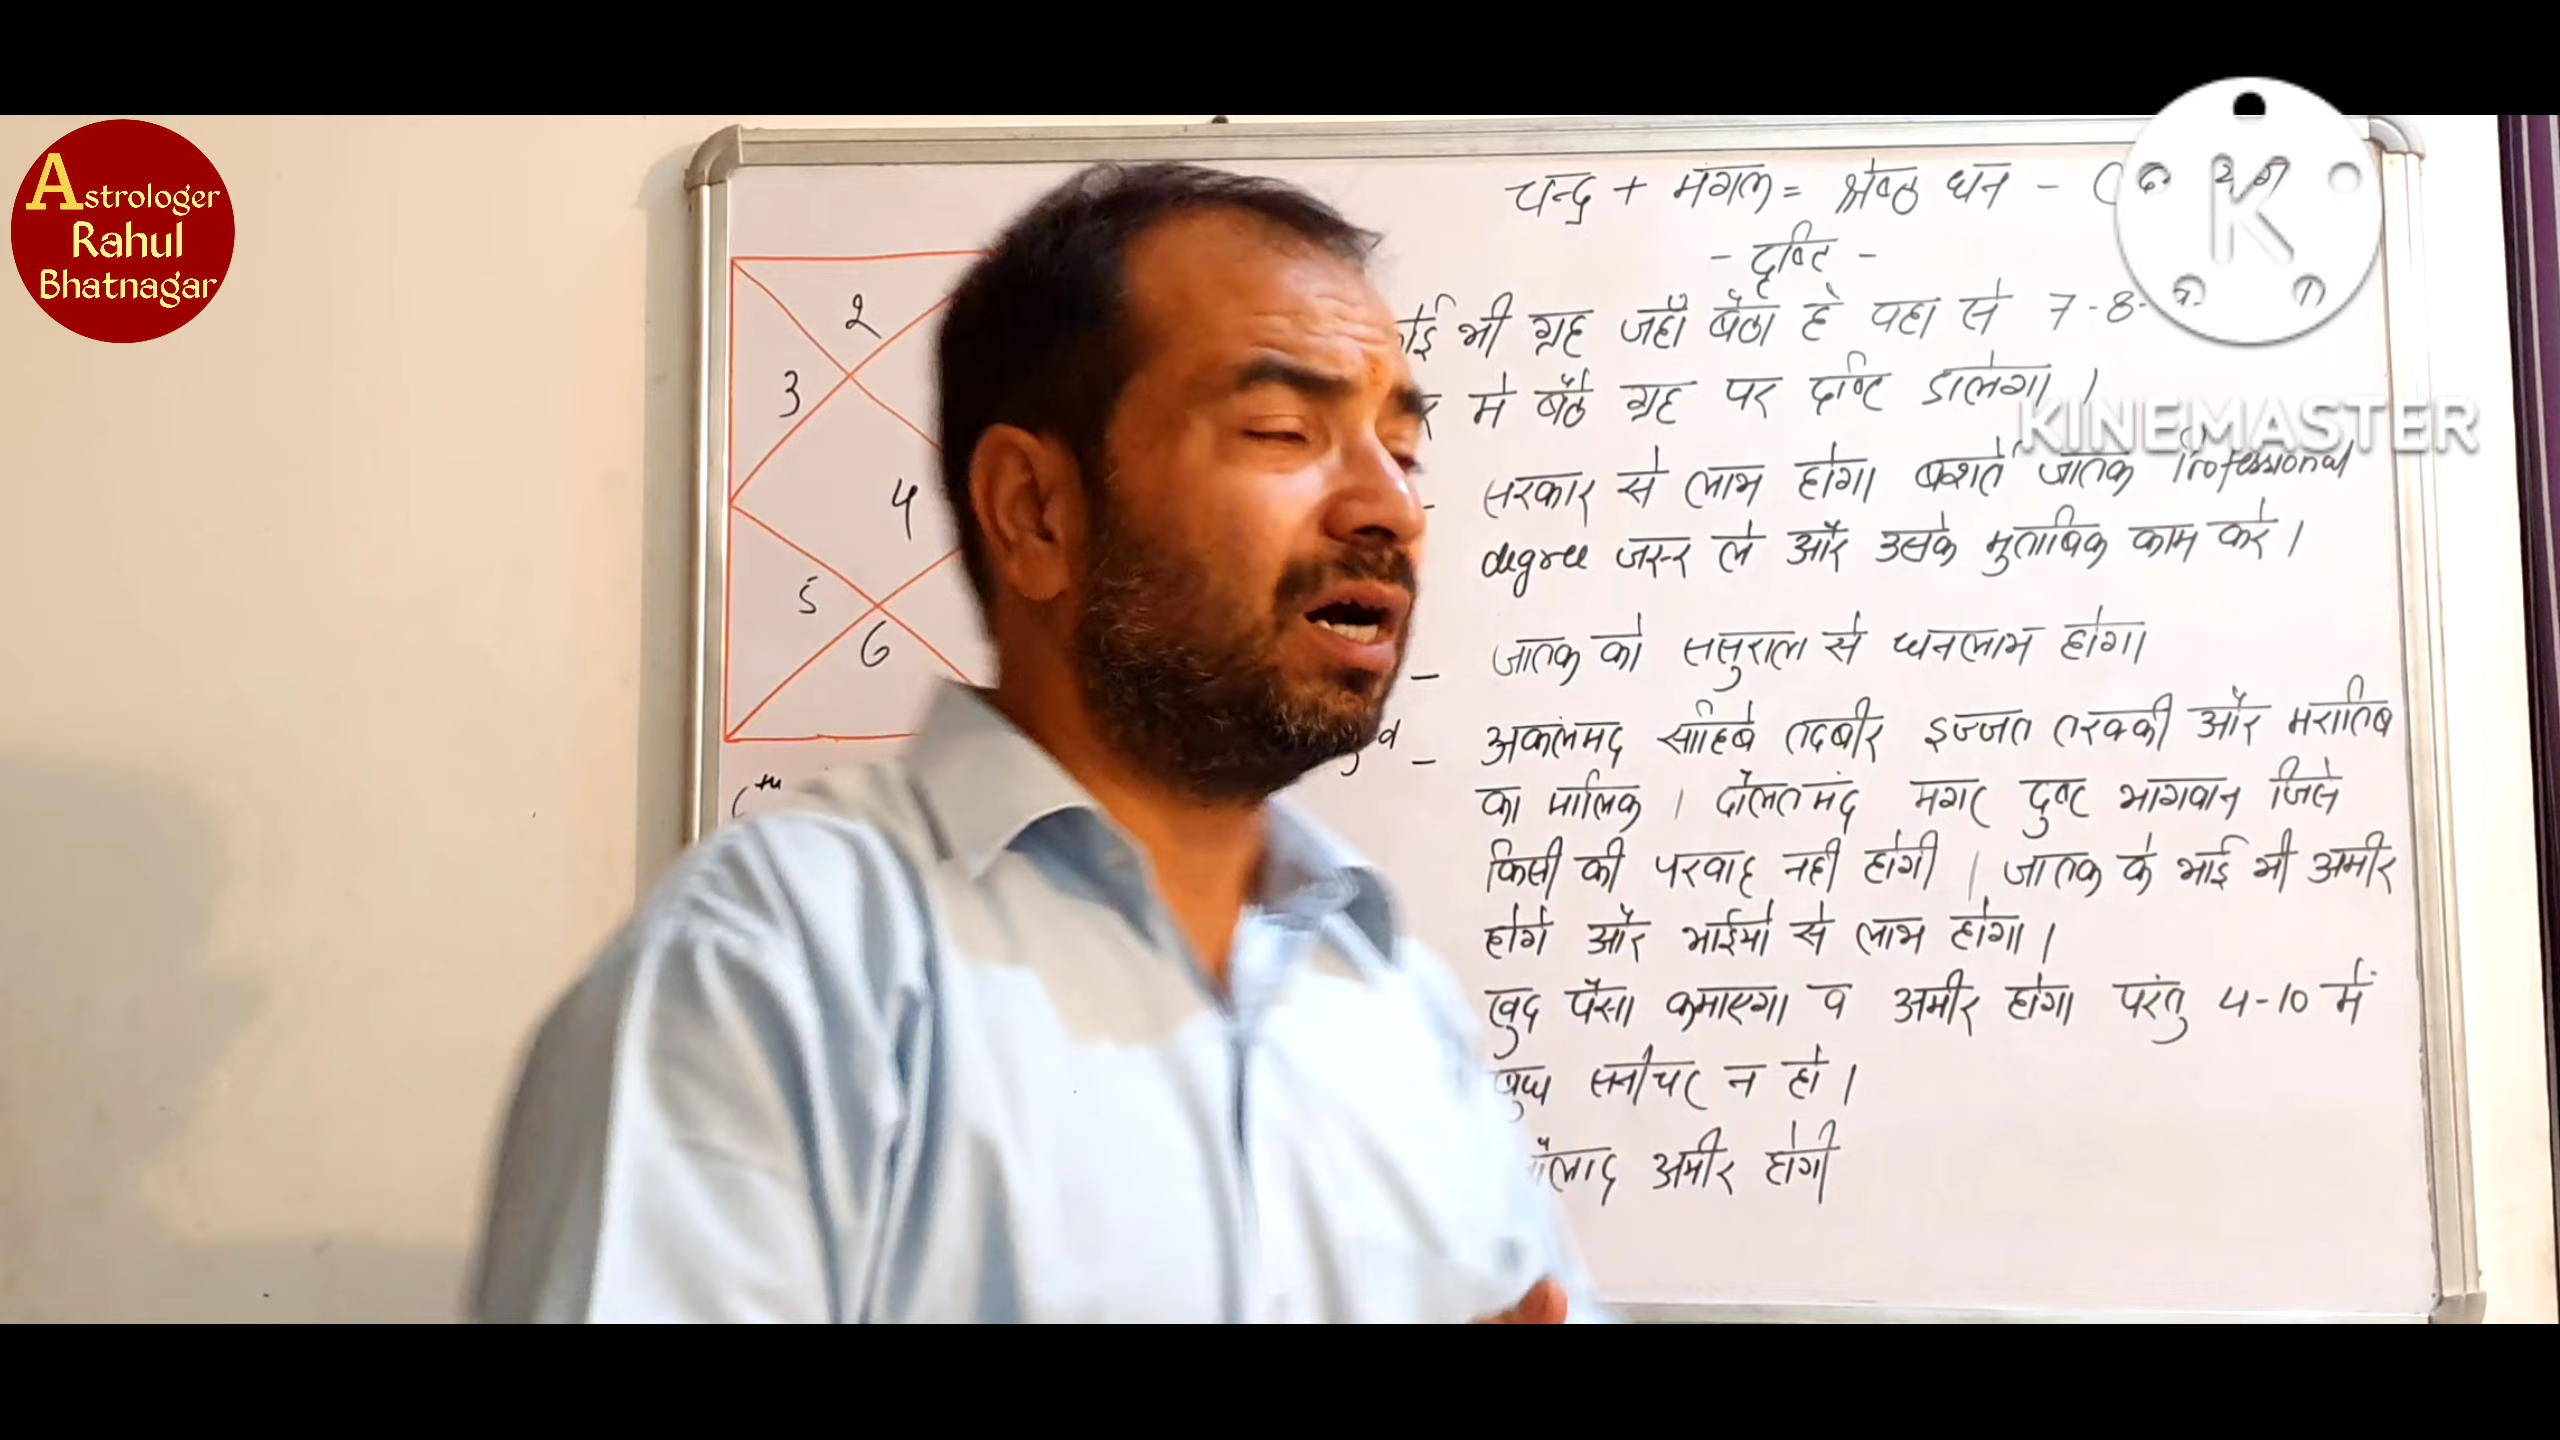 Astrologer
Rahul
Bhatnagar
चन्द्र + मंगल = श्रेष्ठ धन -
- दृष्टि -
भी ग्रह जहाँ बैठा है वहा से 7-8-
मे बैठे ग्रह पर दृष्टि डालेगा।
KINEMASTER
सरकार से लाभ होगा बशर्ते जातक Professional
degree जरूर ले और उसके मुताबिक काम करे।
- जातक को ससुराल से धनलाभ होगा
- अकलमंद साहिबे तदबीर इज्जत तरक्की और मरातिब
का मालिक। दौलतमंद मगर दुष्ट भागवान जिसे
किसी की परवाह नही होगी। जातक के भाई भी अमीर
होगे और भाईयों से लाभ होगा।
खुद पैसा कमाएगा व अमीर होगा परंतु 4-10 में
बुध सनीचर न हो।
अमीर होगी
2
3
4
5
6